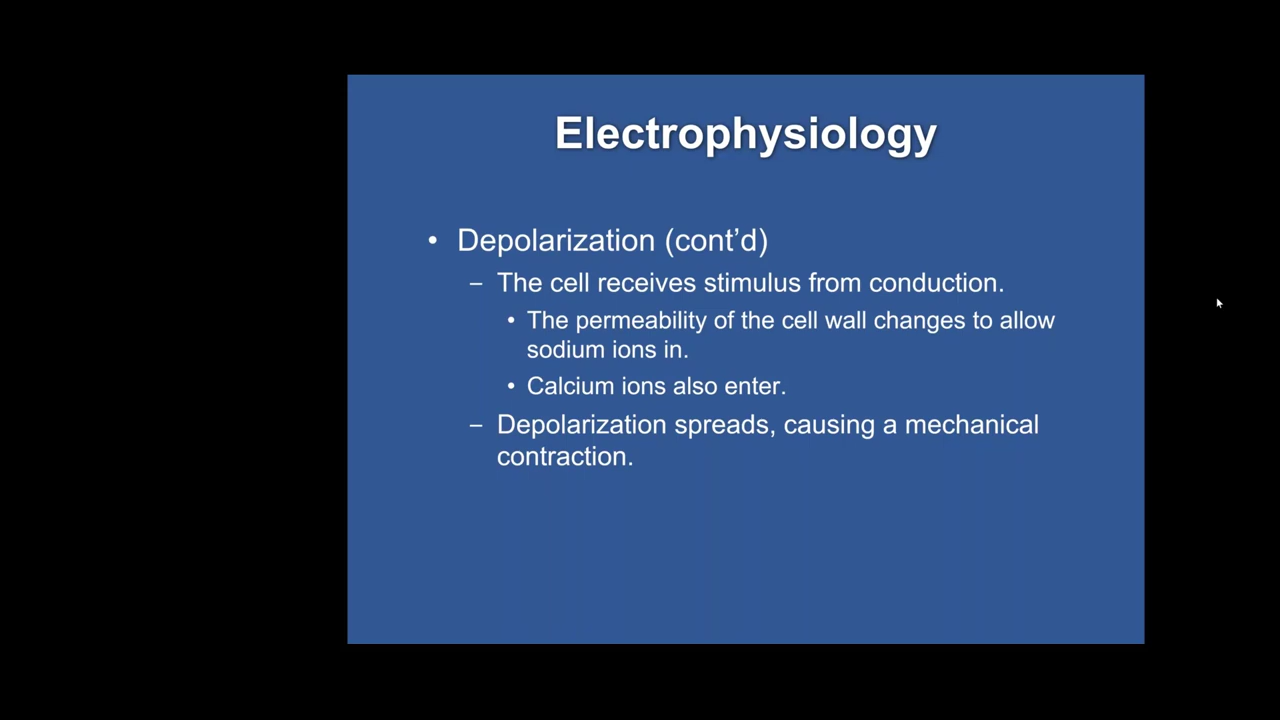 Electrophysiology
• Depolarization (cont’d)
– The cell receives stimulus from conduction.
• The permeability of the cell wall changes to allow
sodium ions in.
• Calcium ions also enter.
– Depolarization spreads, causing a mechanical
contraction.